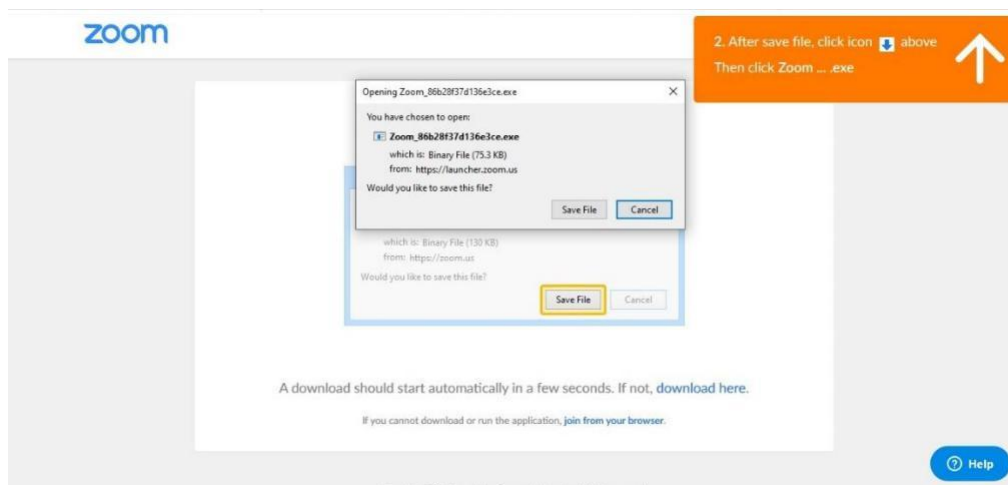 zoom
2. After save file, click icon above
Then click Zoom ... .exe
Opening Zoom_86b28f37d136e3ce.exe
You have chosen to open:
Zoom_86b28f37d136e3ce.exe
which is: Binary File (75.3 KB)
from: https://launcher.zoom.us
Would you like to save this file?
Save File Cancel
which is: Binary File (130 KB)
from: https://zoom.us
Would you like to save this file?
Save File Cancel
A download should start automatically in a few seconds. If not, download here.
If you cannot download or run the application, join from your browser.
Help